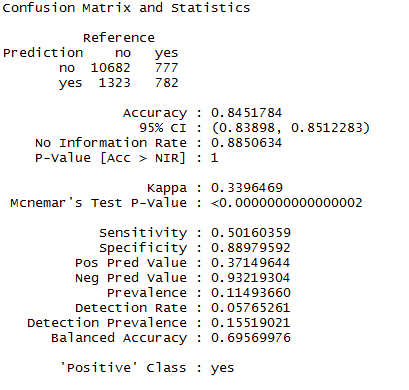 Confusion Matrix and Statistics
Reference
Prediction no yes
no 10682 777
yes 1323 782
Accuracy : 0.8451784
95% CI : (0.83898, 0.8512283)
No Information Rate : 0.8850634
P-Value [Acc > NIR] : 1
Kappa : 0.3396469
Mcnemar's Test P-Value : <0.0000000000000002
Sensitivity : 0.50160359
Specificity : 0.88979592
Pos Pred Value : 0.37149644
Neg Pred Value : 0.93219304
Prevalence : 0.11493660
Detection Rate : 0.05765261
Detection Prevalence : 0.15519021
Balanced Accuracy : 0.69569976
'Positive' Class : yes